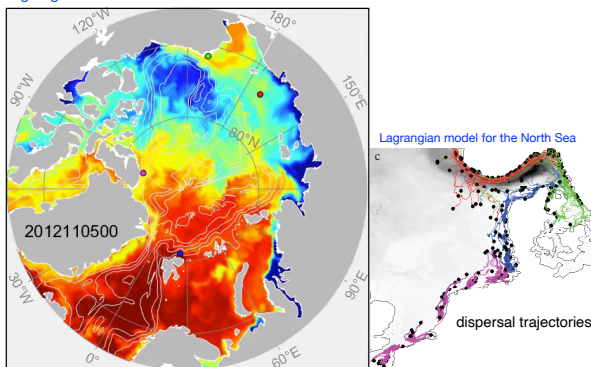 120°W
180°
150°E
90°W
80°N
Lagrangian model for the North Sea
c
2012110500
30°W
90°E
dispersal trajectories
0°
60°E